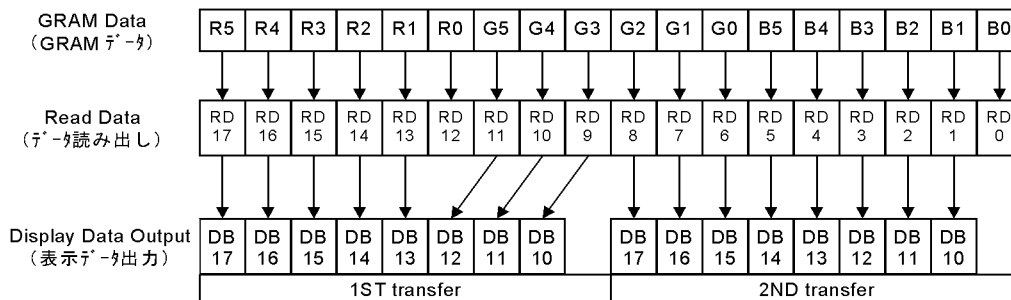 GRAM Data
(GRAM ﾃﾞｰﾀ)
R5 R4 R3 R2 R1 R0 G5 G4 G3 G2 G1 G0 B5 B4 B3 B2 B1 B0
Read Data
(ﾃﾞｰﾀ読み出し)
RD 17 RD 16 RD 15 RD 14 RD 13 RD 12 RD 11 RD 10 RD 9 RD 8 RD 7 RD 6 RD 5 RD 4 RD 3 RD 2 RD 1 RD 0
Display Data Output
(表示ﾃﾞｰﾀ出力)
DB 17 DB 16 DB 15 DB 14 DB 13 DB 12 DB 11 DB 10 DB 17 DB 16 DB 15 DB 14 DB 13 DB 12 DB 11 DB 10
1ST transfer 2ND transfer